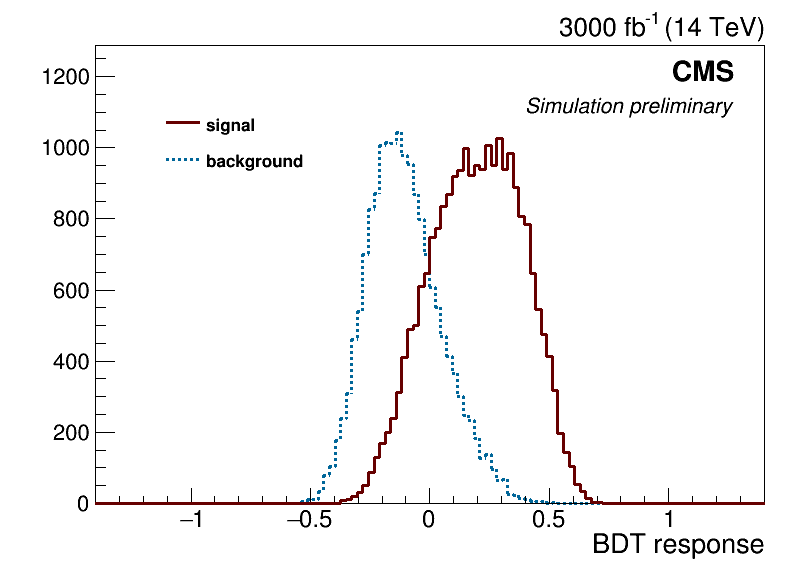 3000 fb-1 (14 TeV)
CMS
Simulation preliminary
signal
background
1200
1000
800
600
400
200
0
−1 −0.5 0 0.5 1
BDT response